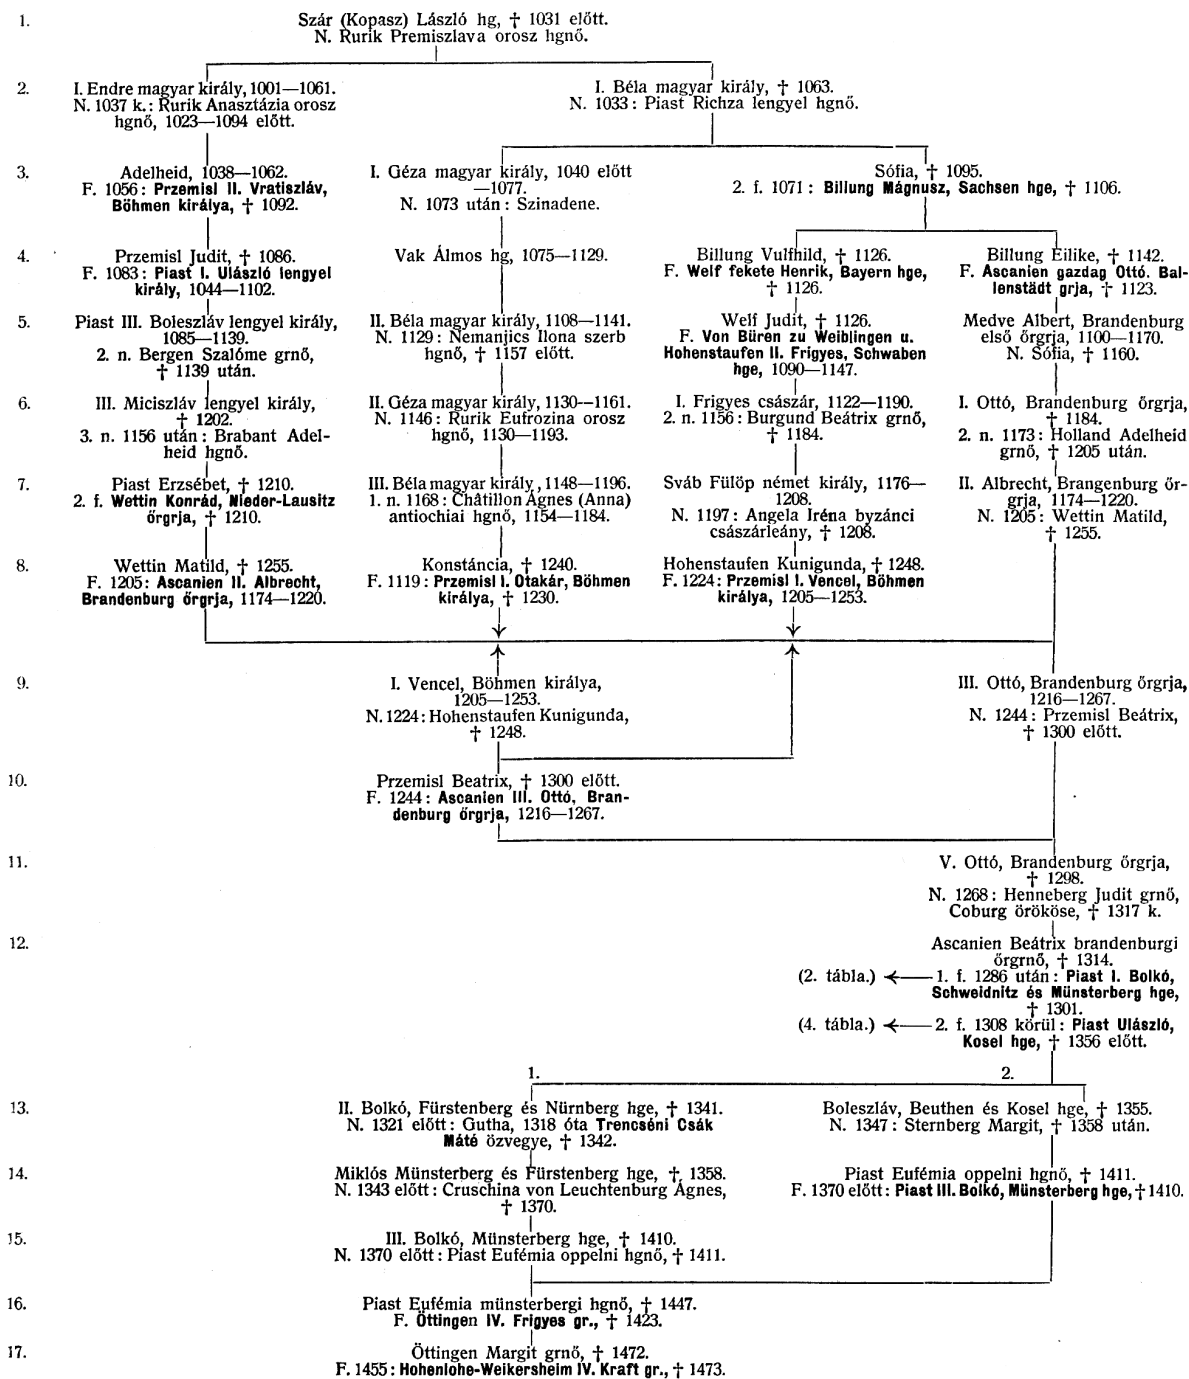 1.
Szár (Kopasz) László hg, † 1031 előtt.
N. Rurik Premiszlava orosz hgnő.
2.
I. Endre magyar király, 1001—1061.
N. 1037 k.: Rurik Anasztázia orosz
hgnő, 1023—1094 előtt.
I. Béla magyar király, † 1063.
N. 1033: Piast Richza lengyel hgnő.
3.
Adelheid, 1038—1062.
F. 1056: Przemisl II. Vratiszláv,
Böhmen királya, † 1092.
I. Géza magyar király, 1040 előtt
—1077.
N. 1073 után: Szinadene.
Sófia, † 1095.
2. f. 1071: Billung Mágnusz, Sachsen hge, † 1106.
4.
Przemisl Judit, † 1086.
F. 1083: Piast I. Ulászló lengyel
király, 1044—1102.
Vak Álmos hg, 1075—1129.
Billung Vulfhild, † 1126.
F. Welf fekete Henrik, Bayern hge,
† 1126.
Billung Eilike, † 1142.
F. Ascanien gazdag Ottó. Bal-
lenstädt grja, † 1123.
5.
Piast III. Boleszláv lengyel király,
1085—1139.
2. n. Bergen Szalóme grnő,
† 1139 után.
II. Béla magyar király, 1108—1141.
N. 1129: Nemanjics Ilona szerb
hgnő, † 1157 előtt.
Welf Judit, † 1126.
F. Von Büren zu Weiblingen u.
Hohenstaufen II. Frigyes, Schwaben
hge, 1090—1147.
Medve Albert, Brandenburg
első őrgrja, 1100—1170.
N. Sófia, † 1160.
6.
III. Miciszláv lengyel király,
† 1202.
3. n. 1156 után: Brabant Adel-
heid hgnő.
II. Géza magyar király, 1130—1161.
N. 1146: Rurik Eufrozina orosz
hgnő, 1130—1193.
I. Frigyes császár, 1122—1190.
2. n. 1156: Burgund Beátrix grnő,
† 1184.
I. Ottó, Brandenburg őrgrja,
† 1184.
2. n. 1173: Holland Adelheid
grnő, † 1205 után.
7.
Piast Erzsébet, † 1210.
2. f. Wettin Konrád, Nieder-Lausitz
őrgrja, † 1210.
III. Béla magyar király, 1148—1196.
1. n. 1168: Châtillon Ágnes (Anna)
antiochiai hgnő, 1154—1184.
Sváb Fülöp német király, 1176—
1208.
N. 1197: Angela Iréna byzánci
császárleány, † 1208.
II. Albrecht, Brangenburg őr-
grja, 1174—1220.
N. 1205: Wettin Matild,
† 1255.
8.
Wettin Matild, † 1255.
F. 1205: Ascanien II. Albrecht,
Brandenburg őrgrja, 1174—1220.
Konstáncia, † 1240.
F. 1119: Przemisl I. Otakár, Böhmen
királya, † 1230.
Hohenstaufen Kunigunda, † 1248.
F. 1224: Przemisl I. Vencel, Böhmen
királya, 1205—1253.
9.
I. Vencel, Böhmen királya,
1205—1253.
N. 1224: Hohenstaufen Kunigunda,
† 1248.
III. Ottó, Brandenburg őrgrja,
1216—1267.
N. 1244: Przemisl Beátrix,
† 1300 előtt.
10.
Przemisl Beatrix, † 1300 előtt.
F. 1244: Ascanien III. Ottó, Bran-
denburg őrgrja, 1216—1267.
11.
V. Ottó, Brandenburg őrgrja,
† 1298.
N. 1268: Henneberg Judit grnő,
Coburg örököse, † 1317 k.
12.
Ascanien Beátrix brandenburgi
őrgrnő, † 1314.
(2. tábla.) 1. f. 1286 után: Piast I. Bolkó,
Schweidnitz és Münsterberg hge,
† 1301.
(4. tábla.) 2. f. 1308 körül: Piast Ulászló,
Kosel hge, † 1356 előtt.
1. 2.
13.
II. Bolkó, Fürstenberg és Nürnberg hge, † 1341.
N. 1321 előtt: Gutha, 1318 óta Trencséni Csák
Máté özvegye, † 1342.
Boleszláv, Beuthen és Kosel hge, † 1355.
N. 1347: Sternberg Margit, † 1358 után.
14.
Miklós Münsterberg és Fürstenberg hge, † 1358.
N. 1343 előtt: Cruschina von Leuchtenburg Ágnes,
† 1370.
Piast Eufémia oppelni hgnő, † 1411.
F. 1370 előtt: Piast III. Bolkó, Münsterberg hge, † 1410.
15.
III. Bolkó, Münsterberg hge, † 1410.
N. 1370 előtt: Piast Eufémia oppelni hgnő, † 1411.
16.
Piast Eufémia münsterbergi hgnő, † 1447.
F. Öttingen IV. Frigyes gr., † 1423.
17.
Öttingen Margit grnő, † 1472.
F. 1455: Hohenlohe-Weikersheim IV. Kraft gr., † 1473.